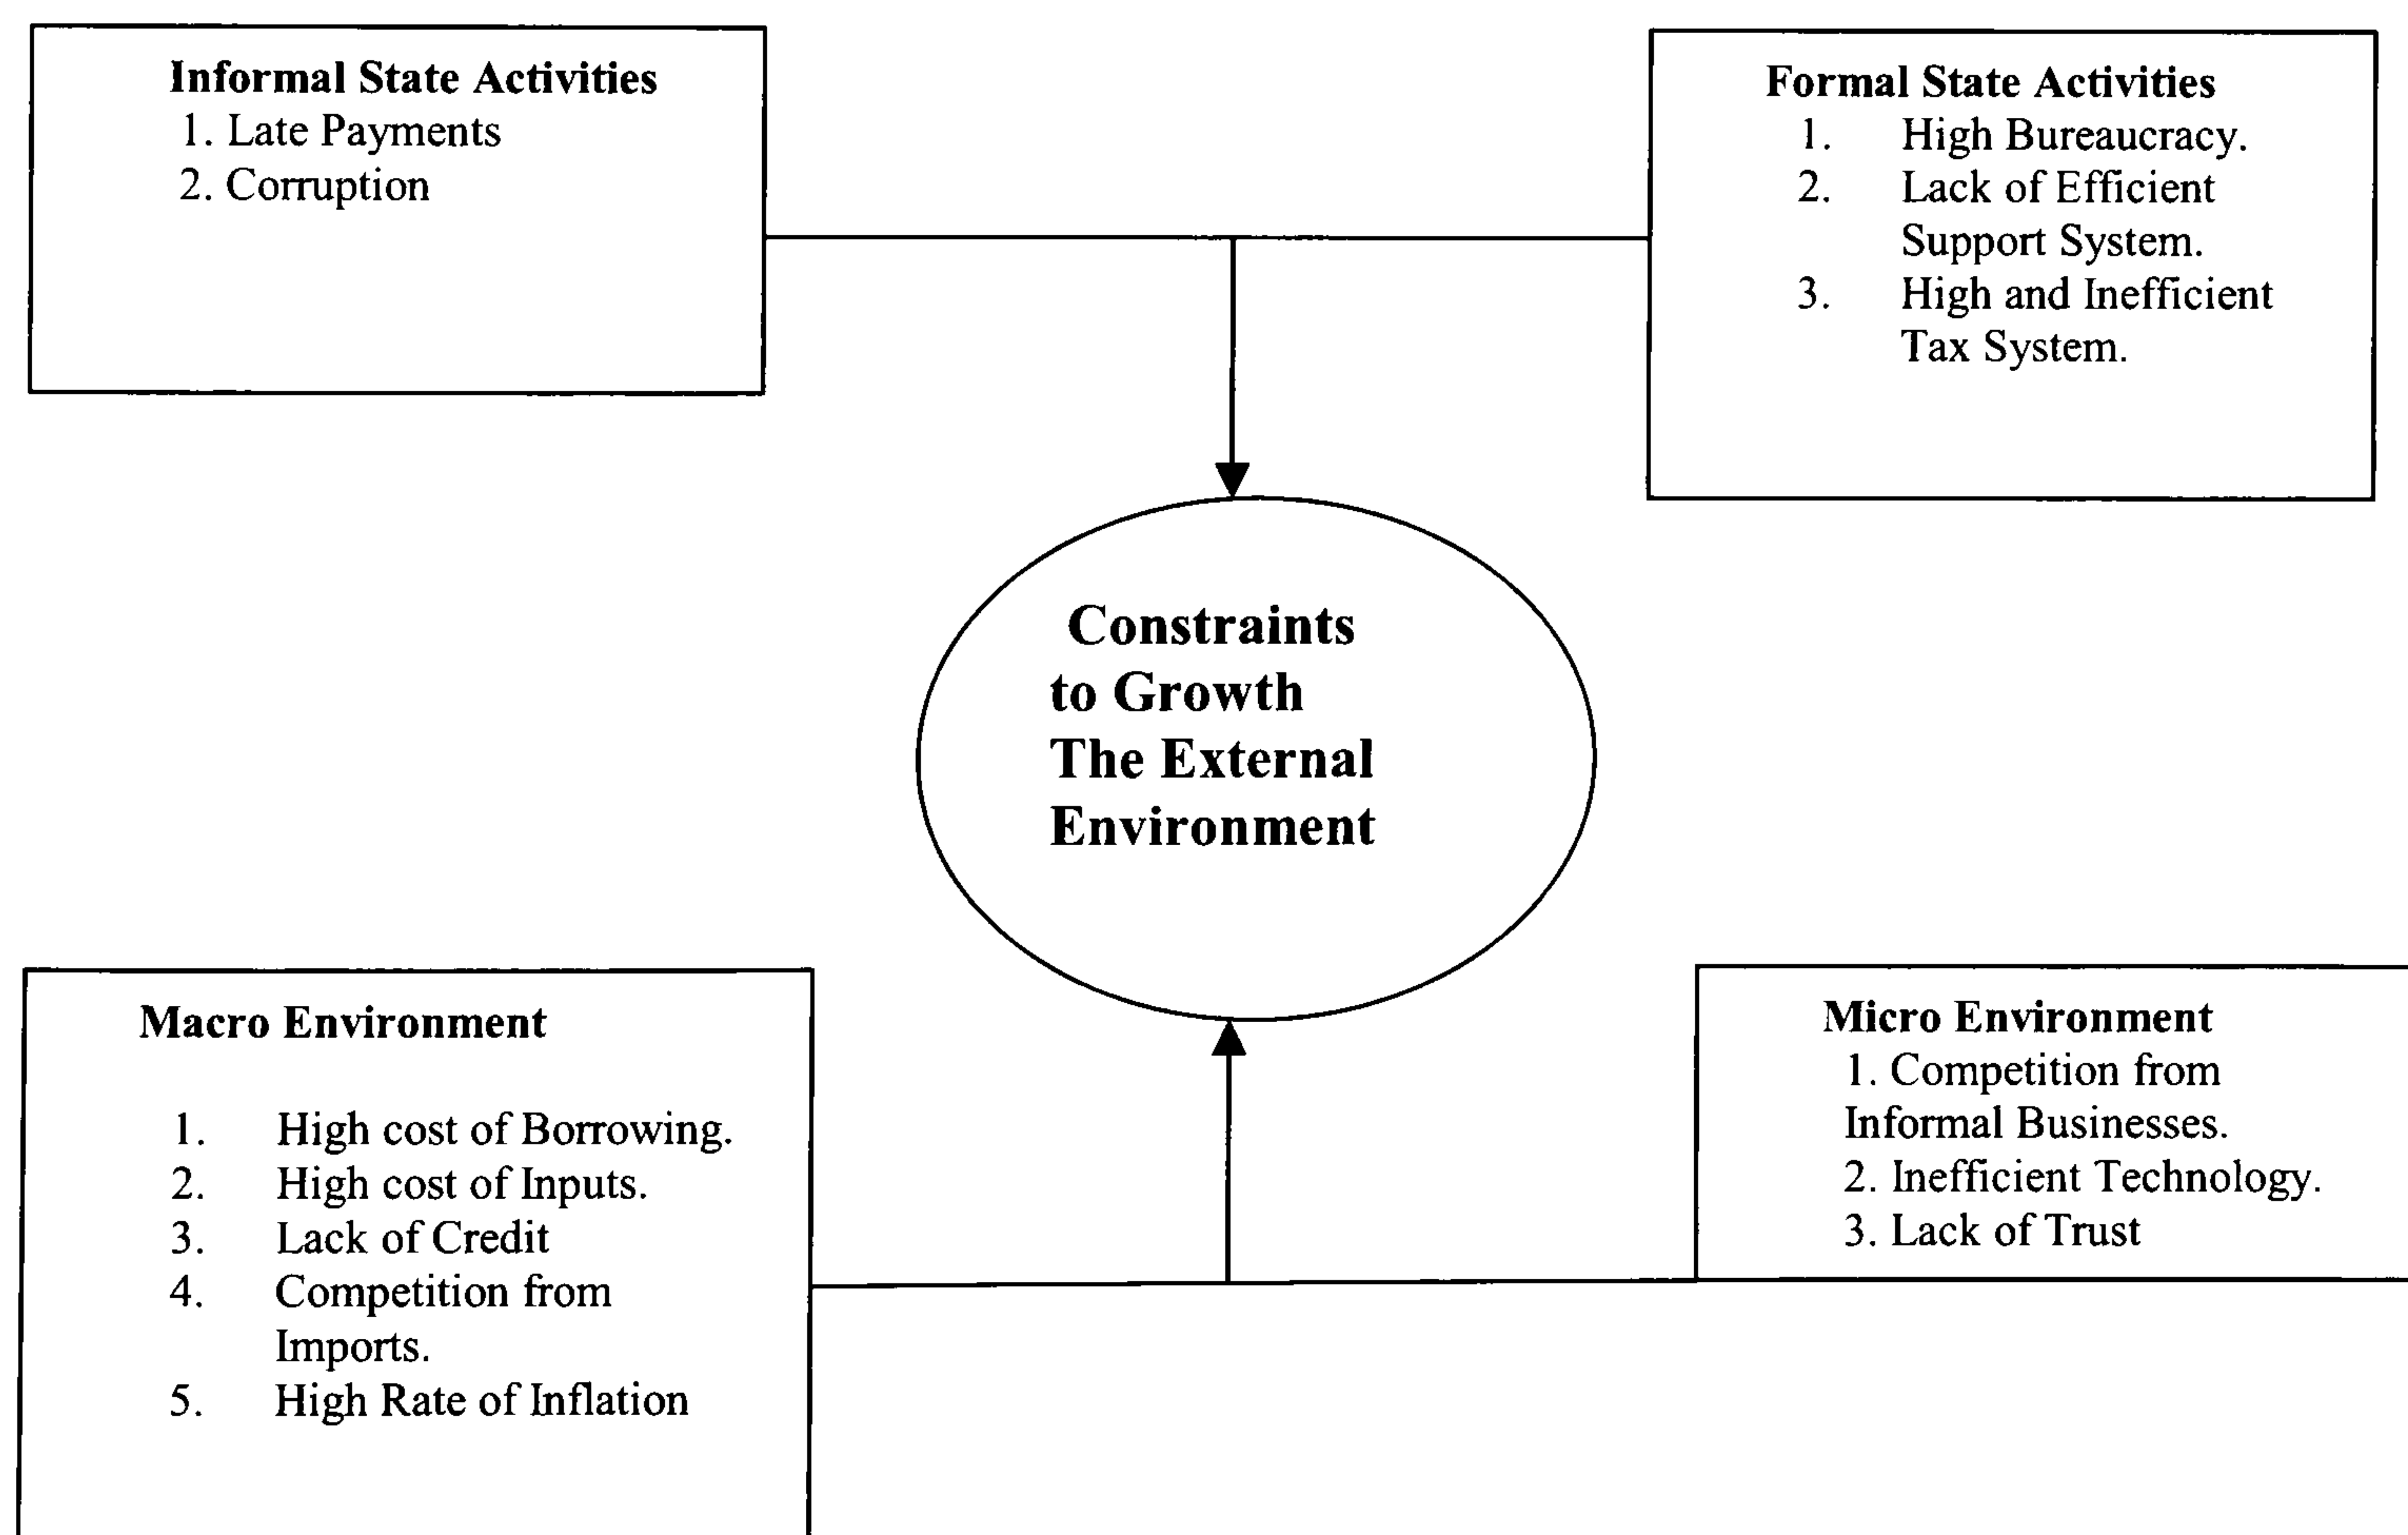 Informal State Activities
1. Late Payments
2. Corruption
Formal State Activities
1. High Bureaucracy.
2. Lack of Efficient
Support System.
3. High and Inefficient
Tax System.
Constraints
to Growth
The External
Environment
Macro Environment
1. High cost of Borrowing.
2. High cost of Inputs.
3. Lack of Credit
4. Competition from
Imports.
5. High Rate of Inflation
Micro Environment
1. Competition from
Informal Businesses.
2. Inefficient Technology.
3. Lack of Trust